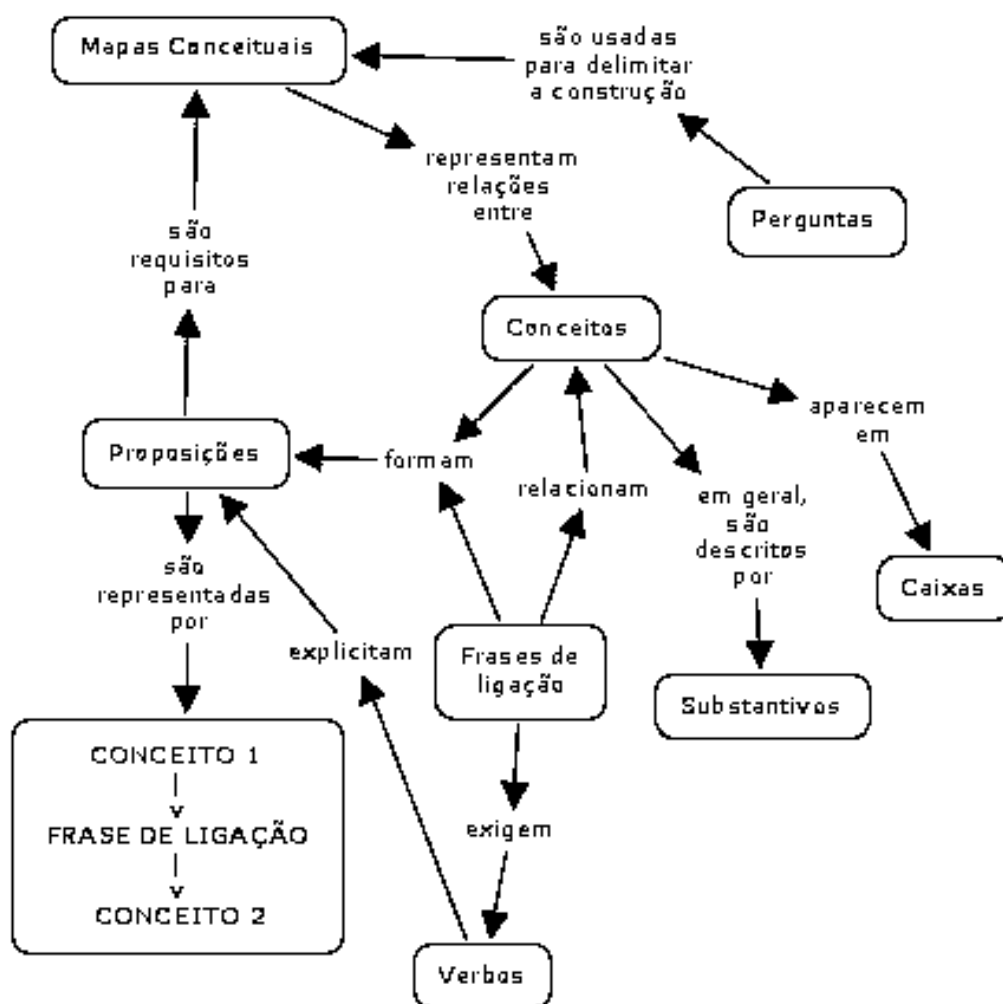 Mapas Conceituais
são usadas
para delimitar
a construção
representam
relações
entre
Perguntas
são
requisitos
para
Conceitos
aparecem
em
Proposições
formam
relacionam
em geral,
são
descritos
por
são
representadas
por
Caixas
explicitam
Frases de
ligação
Substantivos
CONCEITO 1
FRASE DE LIGAÇÃO
CONCEITO 2
exigem
Verbos